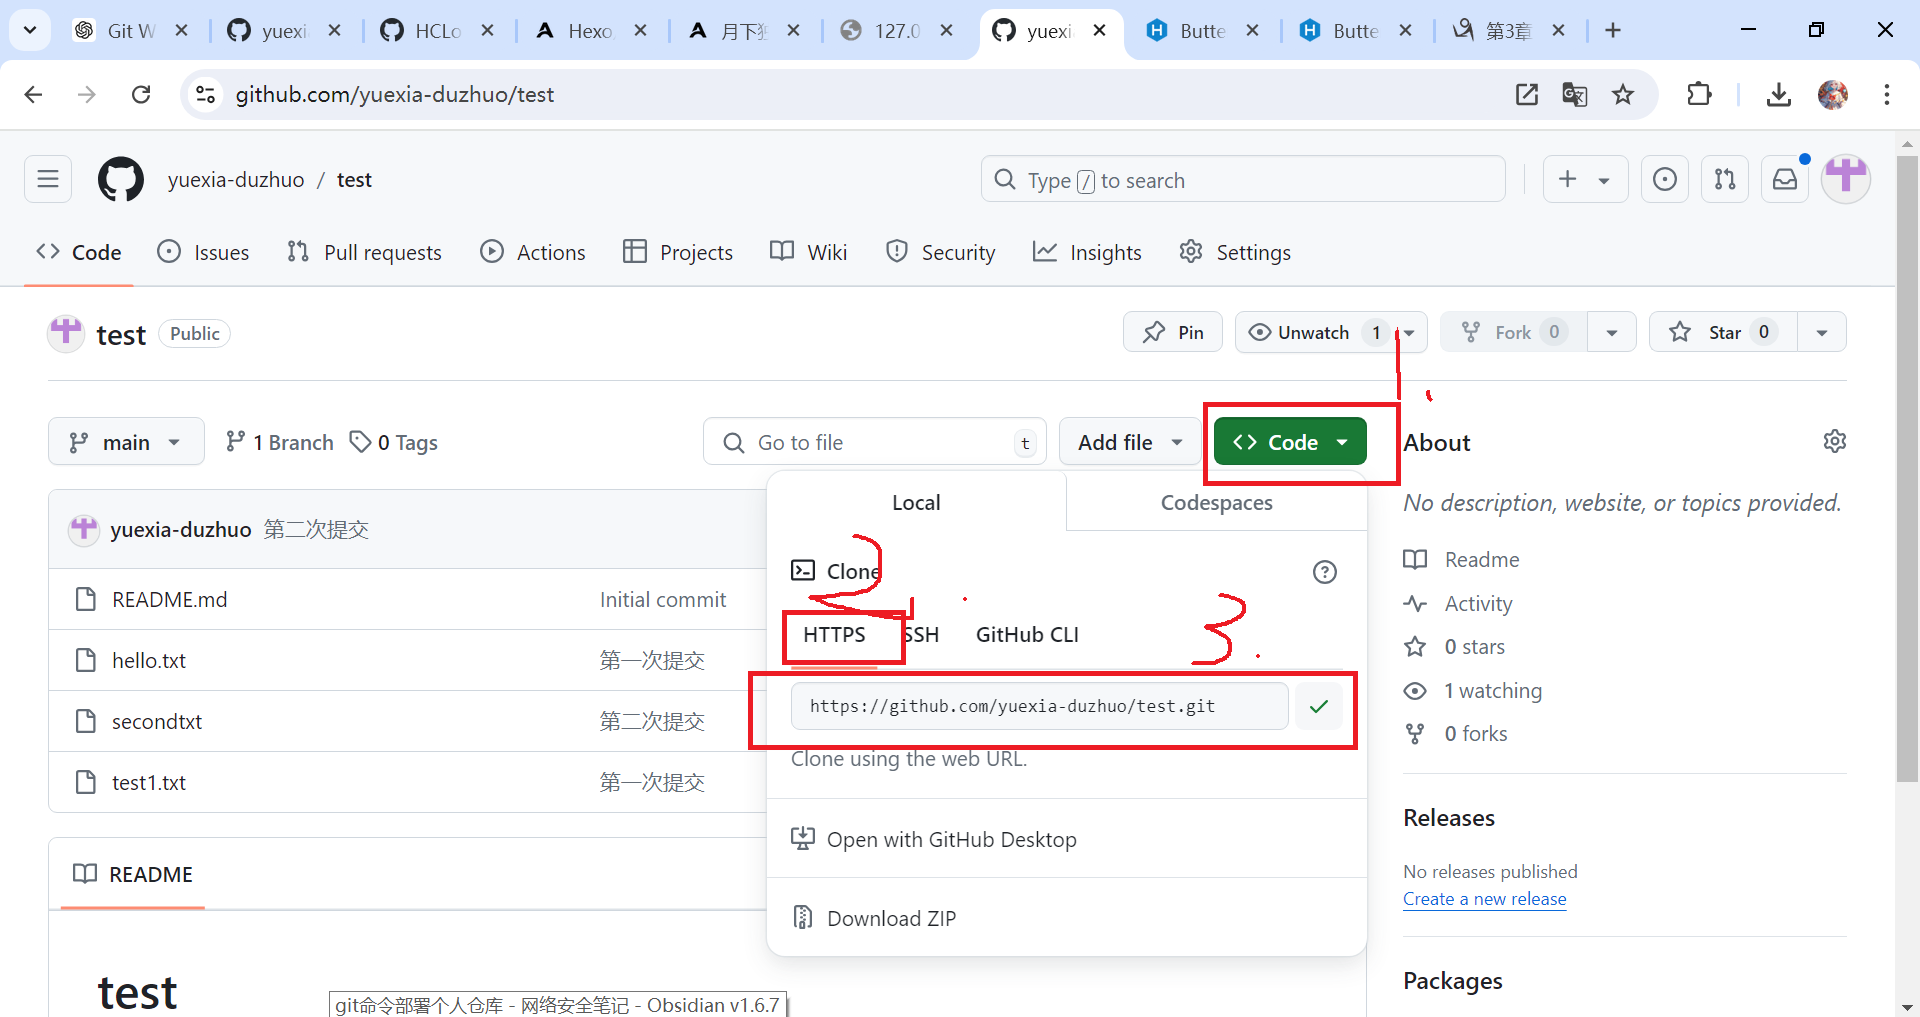 Git W
yuexi
HCLo
Hexo
月下独
127.0
yuexi
Butte
Butte
第3章
github.com/yuexia-duzhuo/test
yuexia-duzhuo / test
Type / to search
Code
Issues
Pull requests
Actions
Projects
Wiki
Security
Insights
Settings
test Public
Pin
Unwatch 1
Fork 0
Star 0
1.
main
1 Branch
0 Tags
Go to file t
Add file
Code
About
Local
Codespaces
No description, website, or topics provided.
yuexia-duzhuo 第二次提交
2.
Clone
Readme
README.md Initial commit
Activity
3.
HTTPS
SSH
GitHub CLI
0 stars
hello.txt 第一次提交
1 watching
https://github.com/yuexia-duzhuo/test.git
secondtxt 第二次提交
0 forks
Clone using the web URL.
test1.txt 第一次提交
Releases
Open with GitHub Desktop
README
No releases published
Create a new release
Download ZIP
Packages
test
git命令部署个人仓库 - 网络安全笔记 - Obsidian v1.6.7